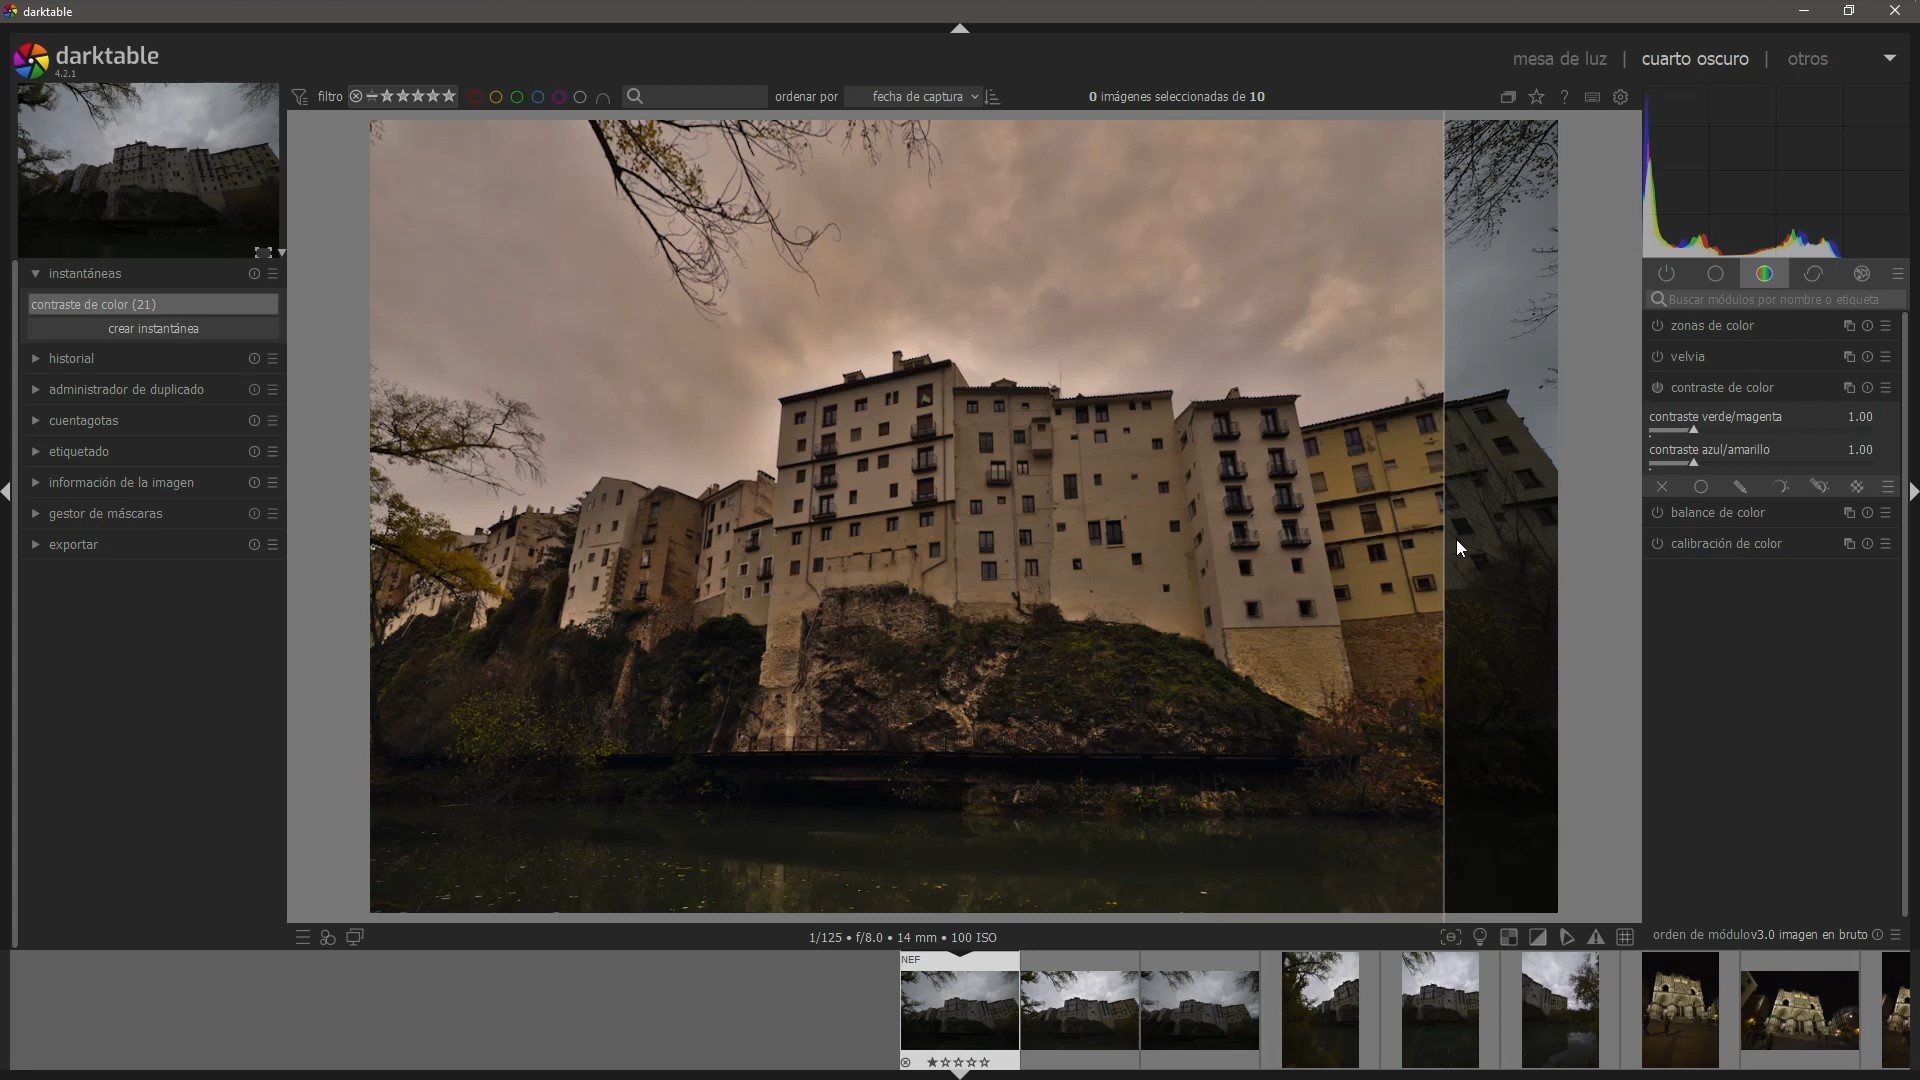 darktable
darktable
4.2.1
mesa de luz | cuarto oscuro | otros
filtro
ordenar por
fecha de captura
0 imágenes seleccionadas de 10
instantáneas
contraste de color (21)
crear instantánea
historial
administrador de duplicado
cuentagotas
etiquetado
información de la imagen
gestor de máscaras
exportar
Buscar módulos por nombre o etiqueta
zonas de color
velvia
contraste de color
contraste verde/magenta 1.00
contraste azul/amarillo 1.00
balance de color
calibración de color
1/125 • f/8.0 • 14 mm • 100 ISO
orden de módulov3.0 imagen en bruto
NEF